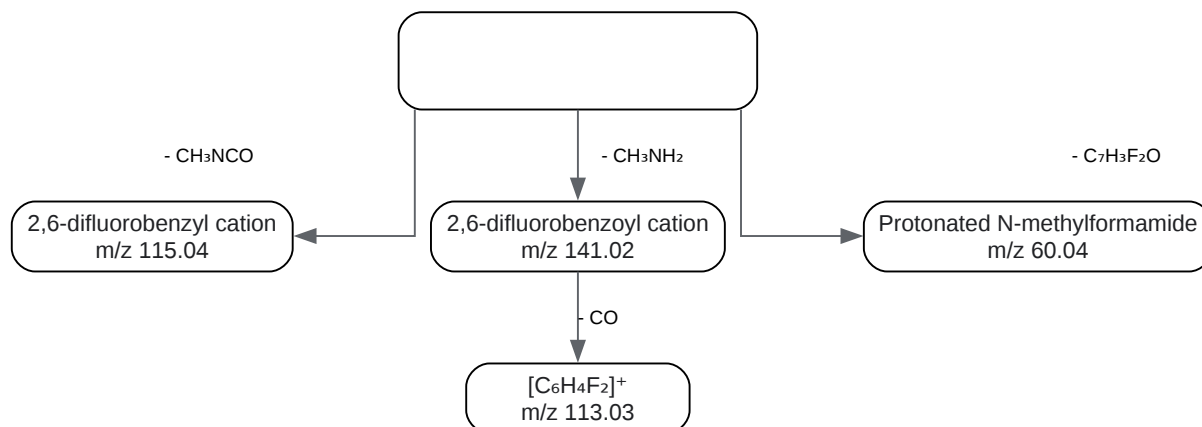 - CH₃NCO
- CH₃NH₂
- C₇H₃F₂O
2,6-difluorobenzyl cation
m/z 115.04
2,6-difluorobenzoyl cation
m/z 141.02
Protonated N-methylformamide
m/z 60.04
- CO
[C₆H₄F₂]⁺
m/z 113.03